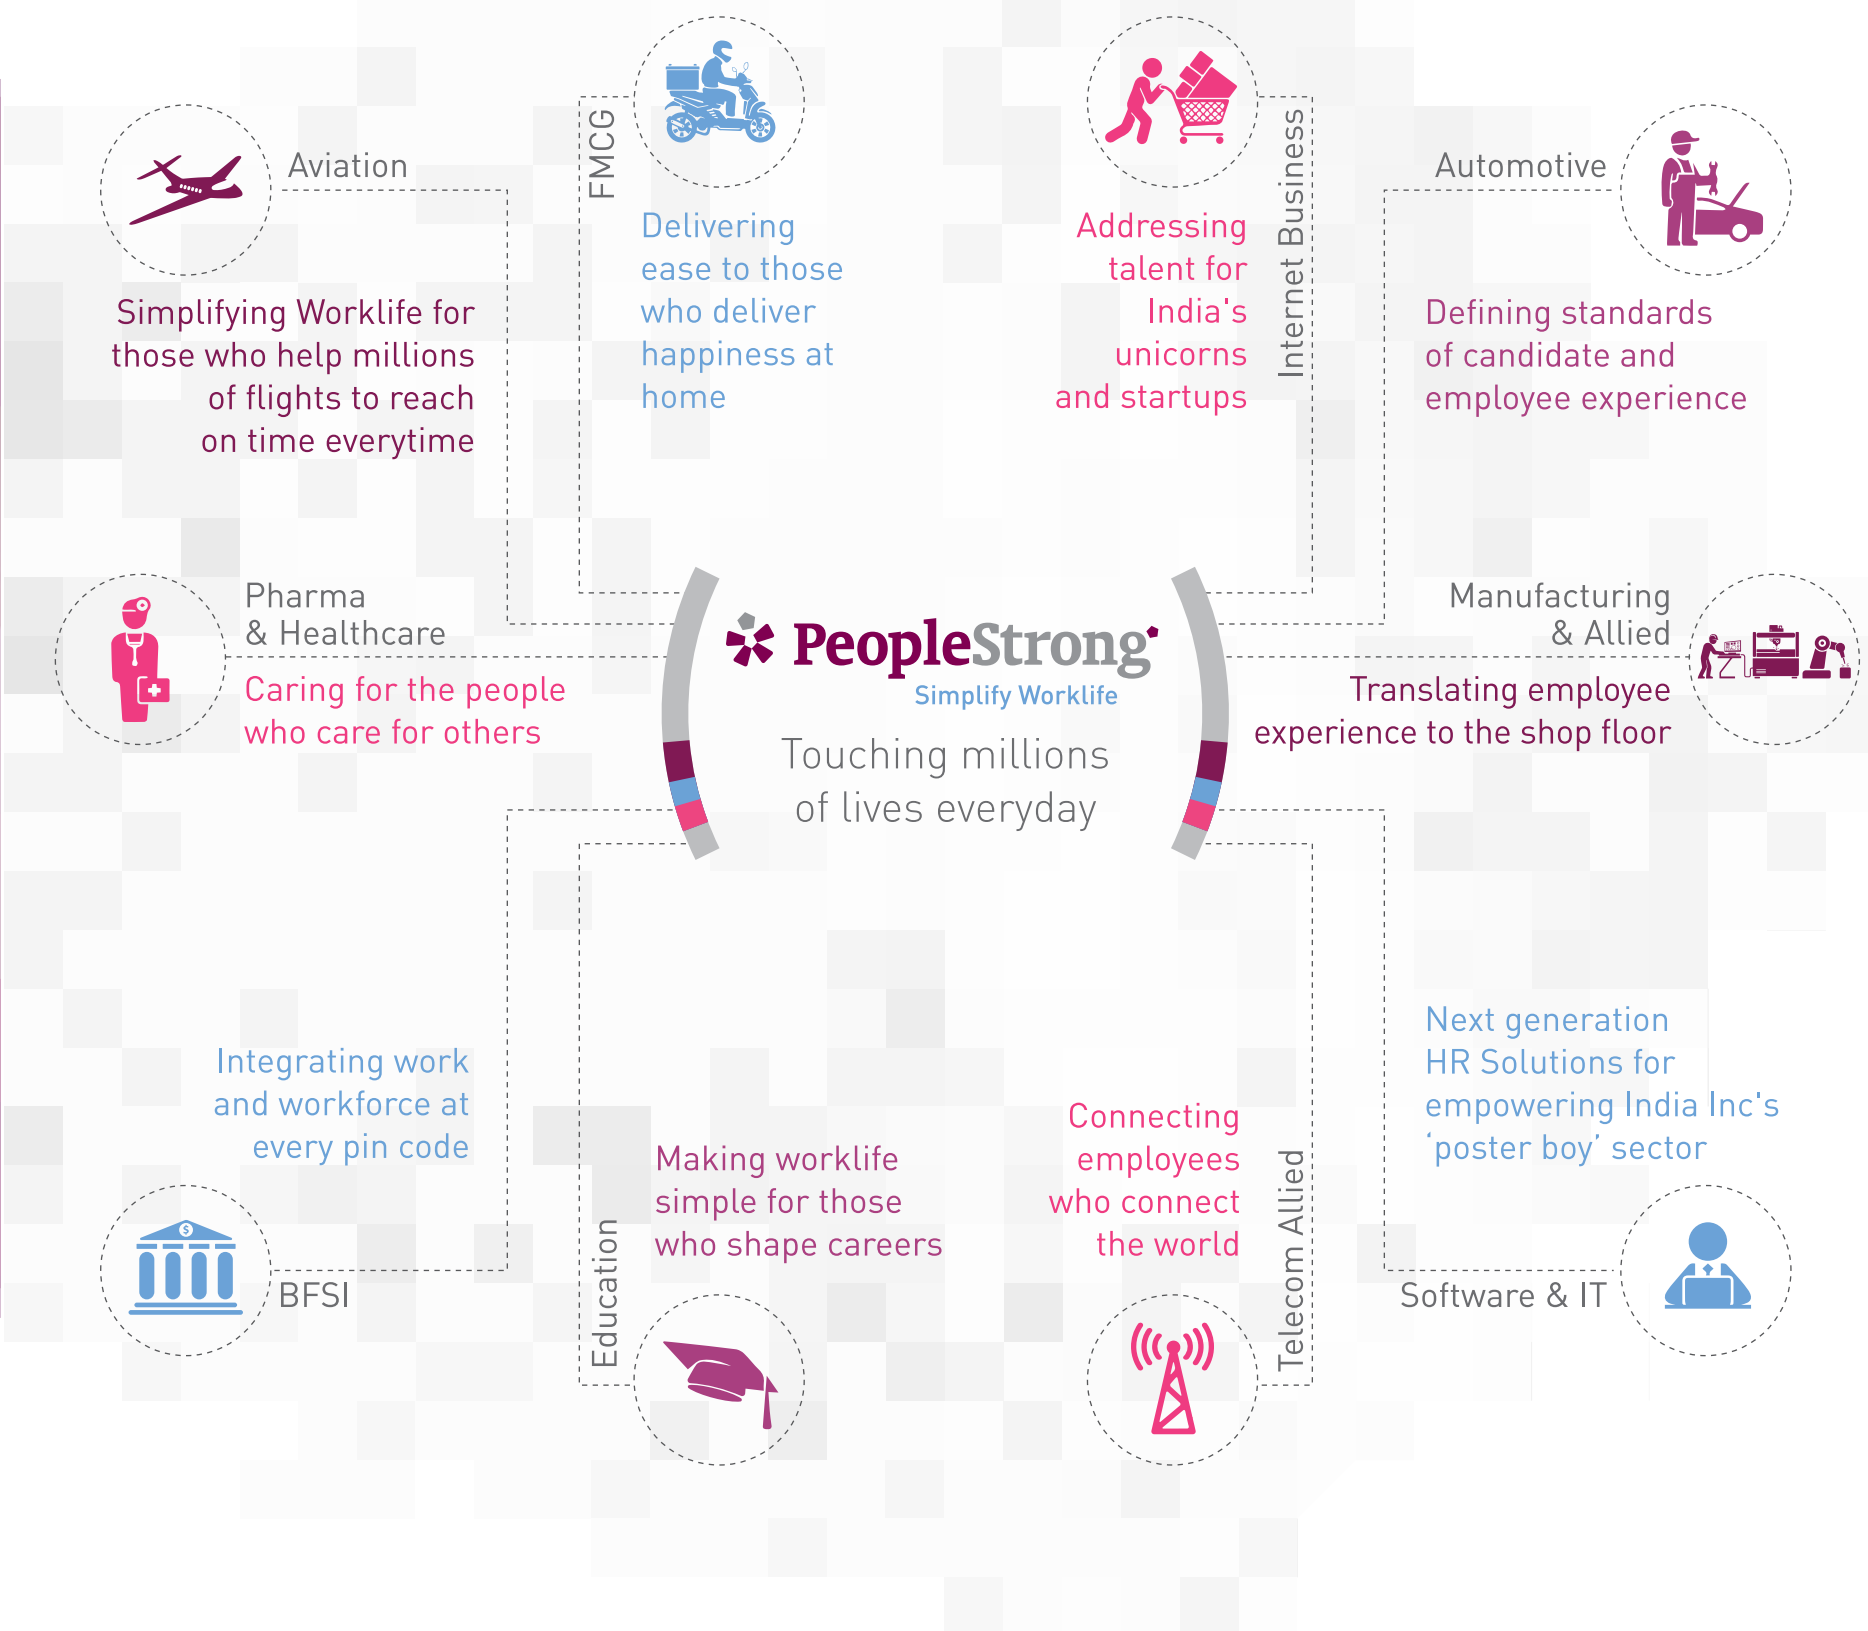 Aviation
Simplifying Worklife for
those who help millions
of flights to reach
on time everytime
FMCG
Delivering
ease to those
who deliver
happiness at
home
Internet Business
Addressing
talent for
India's
unicorns
and startups
Automotive
Defining standards
of candidate and
employee experience
Pharma
& Healthcare
Caring for the people
who care for others
PeopleStrong
Simplify Worklife
Touching millions
of lives everyday
Manufacturing
& Allied
Translating employee
experience to the shop floor
Integrating work
and workforce at
every pin code
$
BFSI
Education
Making worklife
simple for those
who shape careers
Connecting
employees
who connect
the world
Telecom Allied
Next generation
HR Solutions for
empowering India Inc's
‘poster boy’ sector
Software & IT